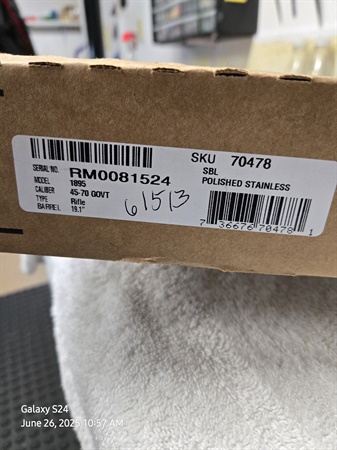 SERIAL NO. RM0081524
MODEL 1895
CALIBER 45-70 GOVT
TYPE Rifle
BARREL 19.1"
61513
SKU 70478
SBL
POLISHED STAINLESS
7 36676 70478 1
Galaxy S24
June 26, 2025 10:57 AM